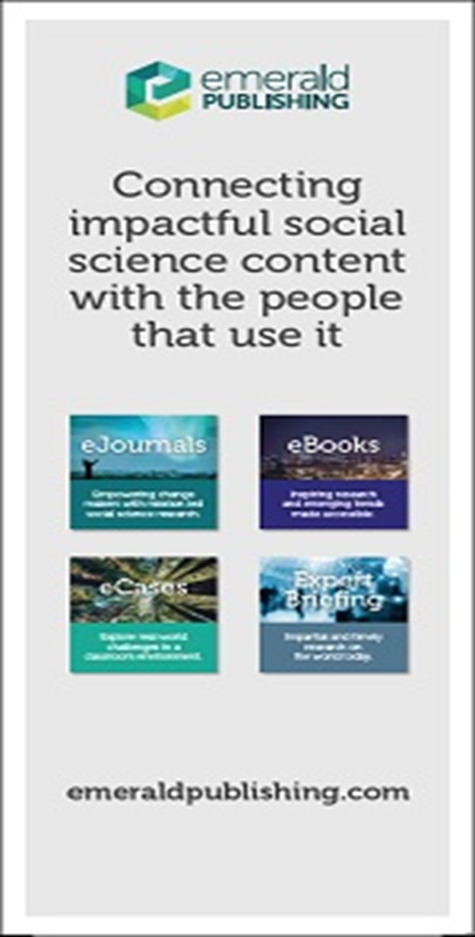 emerald
PUBLISHING
Connecting
impactful social
science content
with the people
that use it
eJournals
Empowering change
makers with mission led
social science research.
eBooks
Inspiring research
and emerging trends
made accessible.
eCases
Explore real world
challenges in a
classroom environment.
Expert
Briefing
Impartial and timely
research on
the world today.
emeraldpublishing.com